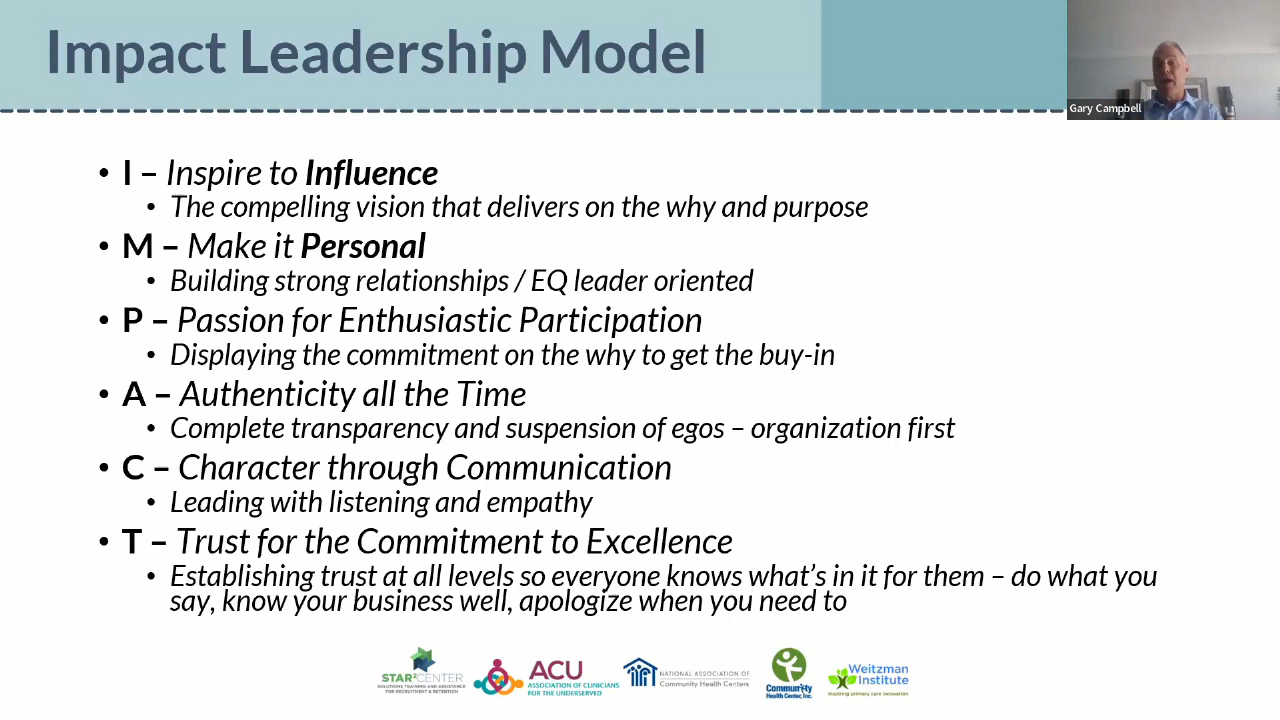 Impact Leadership Model
Gary Campbell
• I – Inspire to Influence
• The compelling vision that delivers on the why and purpose
• M – Make it Personal
• Building strong relationships / EQ leader oriented
• P – Passion for Enthusiastic Participation
• Displaying the commitment on the why to get the buy-in
• A – Authenticity all the Time
• Complete transparency and suspension of egos – organization first
• C – Character through Communication
• Leading with listening and empathy
• T – Trust for the Commitment to Excellence
• Establishing trust at all levels so everyone knows what’s in it for them – do what you
say, know your business well, apologize when you need to
STAR²CENTER
SOLUTIONS TRAINING AND ASSISTANCE
FOR RECRUITMENT & RETENTION
ACU
ASSOCIATION OF CLINICIANS
FOR THE UNDERSERVED
NATIONAL ASSOCIATION OF
Community Health Centers
Community
Health Center, Inc.
Weitzman
Institute
inspiring primary care innovation